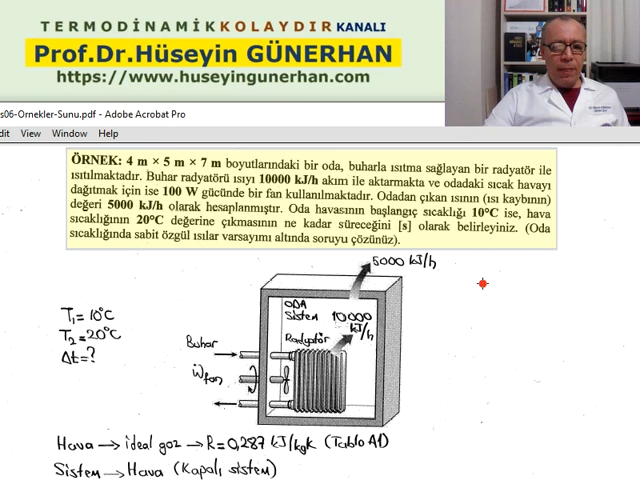 TERMODİNAMİKKOLAYDIR KANALI
Prof.Dr.Hüseyin GÜNERHAN
https://www.huseyingunerhan.com
s06-Ornekler-Sunu.pdf - Adobe Acrobat Pro
dit View Window Help
ÖRNEK: 4 m × 5 m × 7 m boyutlarındaki bir oda, buharla ısıtma sağlayan bir radyatör ile
ısıtılmaktadır. Buhar radyatörü ısıyı 10000 kJ/h akım ile aktarmakta ve odadaki sıcak havayı
dağıtmak için ise 100 W gücünde bir fan kullanılmaktadır. Odadan çıkan ısının (ısı kaybının)
değeri 5000 kJ/h olarak hesaplanmıştır. Oda havasının başlangıç sıcaklığı 10°C ise, hava
sıcaklığının 20°C değerine çıkmasının ne kadar süreceğini [s] olarak belirleyiniz. (Oda
sıcaklığında sabit özgül ısılar varsayımı altında soruyu çözünüz).
5000 kJ/h
T₁=10°C
T₂=20°C
Δt=?
ODA
Sistem
10000
kJ/h
Radyatör
Buhar
Ẇfan
Hava → ideal gaz → R=0,287 kJ/kgK (Tablo A1)
Sistem → Hava (Kapalı sistem)